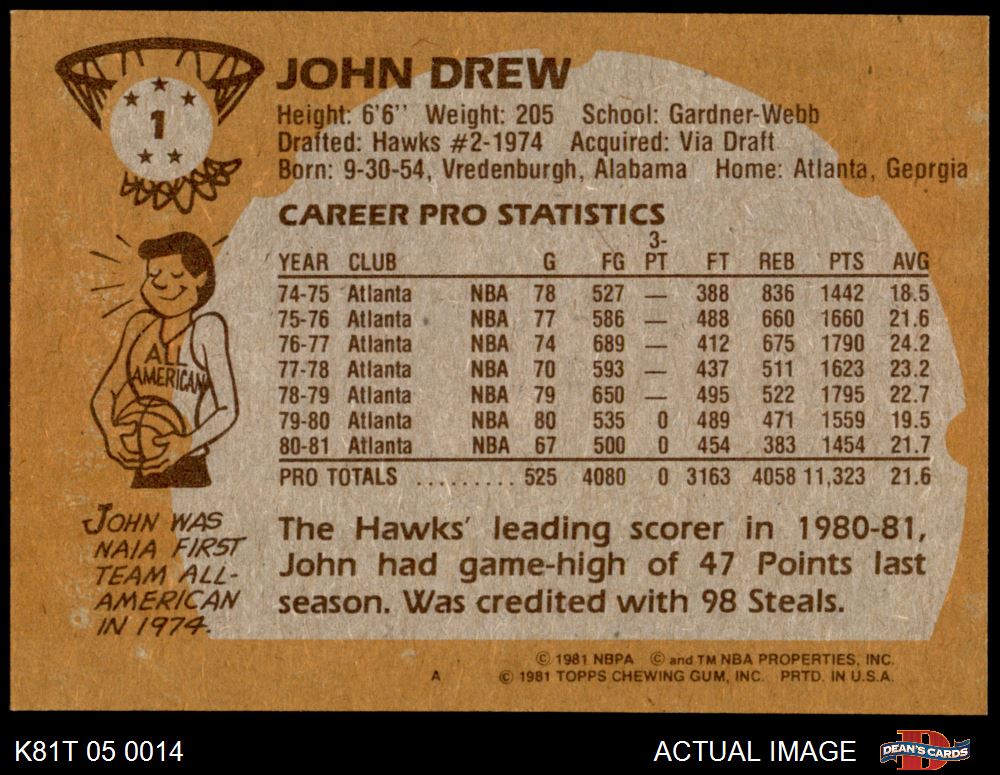 1
JOHN DREW
Height: 6'6'' Weight: 205 School: Gardner-Webb
Drafted: Hawks #2-1974 Acquired: Via Draft
Born: 9-30-54, Vredenburgh, Alabama Home: Atlanta, Georgia
CAREER PRO STATISTICS
YEAR CLUB G FG 3-PT FT REB PTS AVG
74-75 Atlanta NBA 78 527 — 388 836 1442 18.5
75-76 Atlanta NBA 77 586 — 488 660 1660 21.6
76-77 Atlanta NBA 74 689 — 412 675 1790 24.2
77-78 Atlanta NBA 70 593 — 437 511 1623 23.2
78-79 Atlanta NBA 79 650 — 495 522 1795 22.7
79-80 Atlanta NBA 80 535 0 489 471 1559 19.5
80-81 Atlanta NBA 67 500 0 454 383 1454 21.7
PRO TOTALS ......... 525 4080 0 3163 4058 11,323 21.6
ALL
AMERICAN
JOHN WAS
NAIA FIRST
TEAM ALL-
AMERICAN
IN 1974.
The Hawks' leading scorer in 1980-81,
John had game-high of 47 Points last
season. Was credited with 98 Steals.
© 1981 NBPA © and TM NBA PROPERTIES, INC.
A © 1981 TOPPS CHEWING GUM, INC. PRTD. IN U.S.A.
K81T 05 0014
ACTUAL IMAGE
DEAN'S CARDS